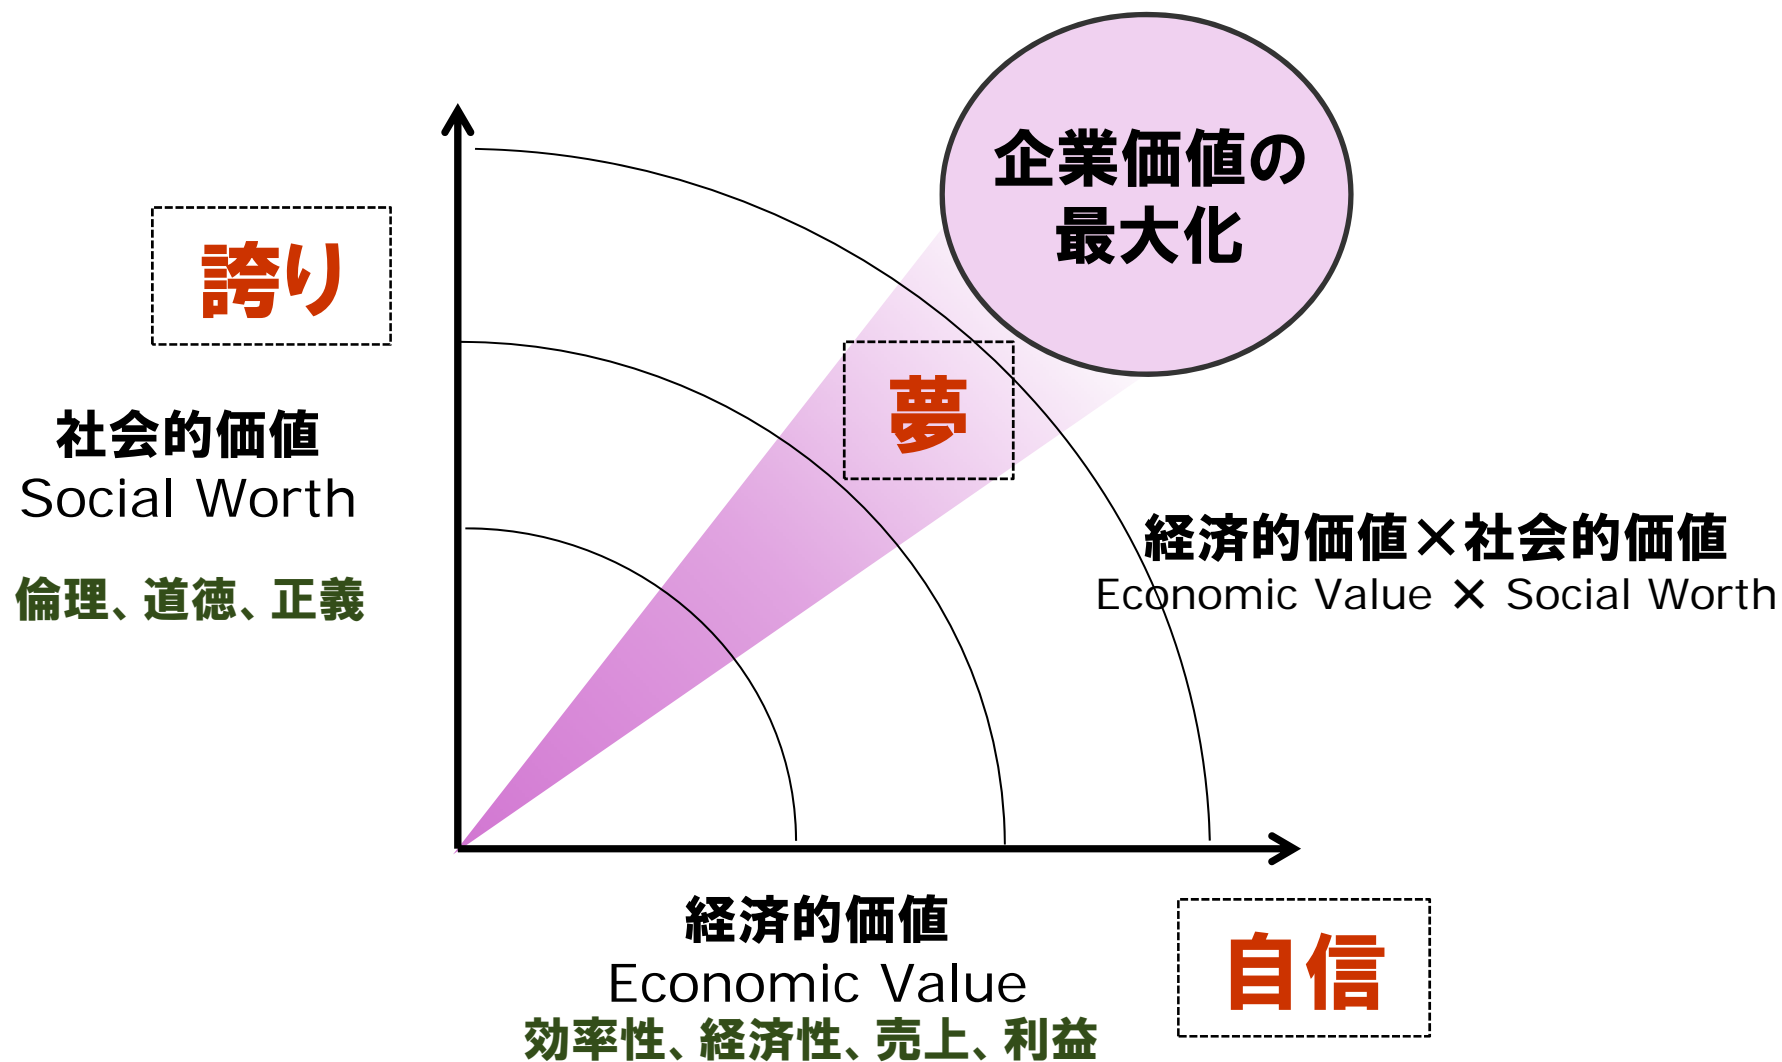 企業価値の
最大化
誇り
夢
社会的価値
Social Worth
倫理、道徳、正義
経済的価値×社会的価値
Economic Value × Social Worth
経済的価値
Economic Value
効率性、経済性、売上、利益
自信